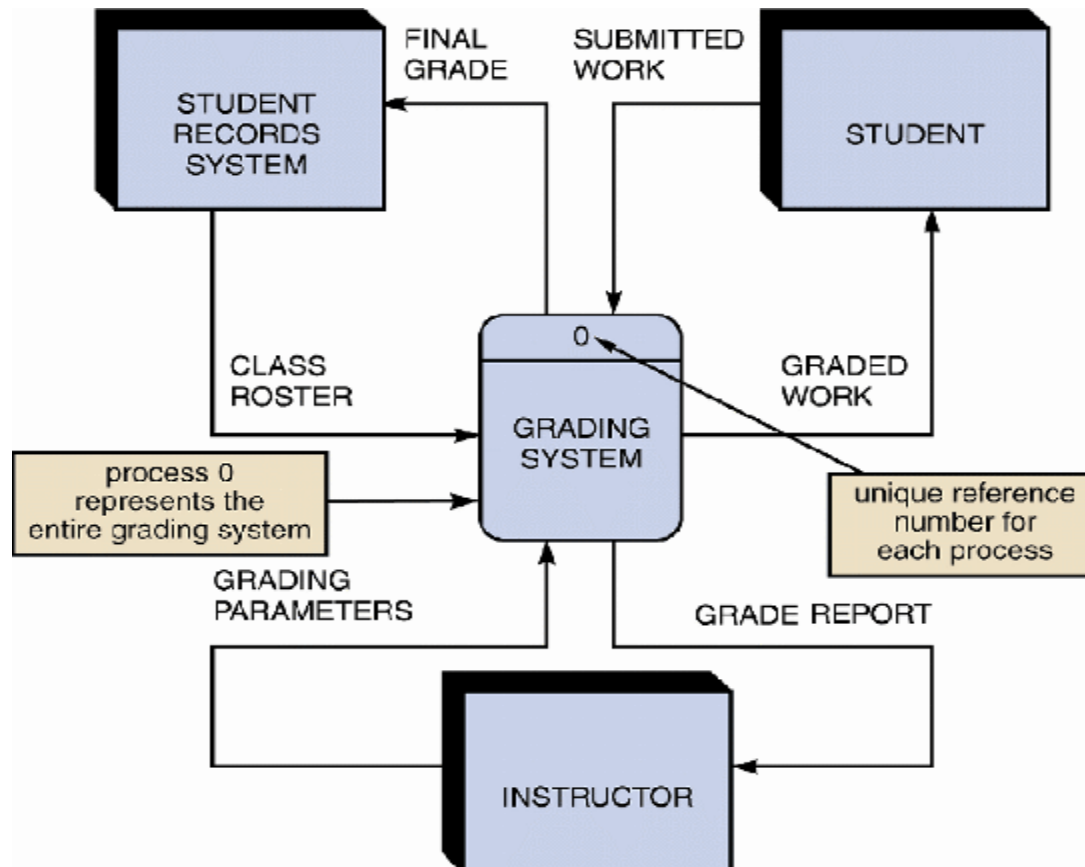 FINAL
GRADE
SUBMITTED
WORK
STUDENT
RECORDS
SYSTEM
STUDENT
0
CLASS
ROSTER
GRADED
WORK
GRADING
SYSTEM
process 0
represents the
entire grading system
unique reference
number for
each process
GRADING
PARAMETERS
GRADE REPORT
INSTRUCTOR